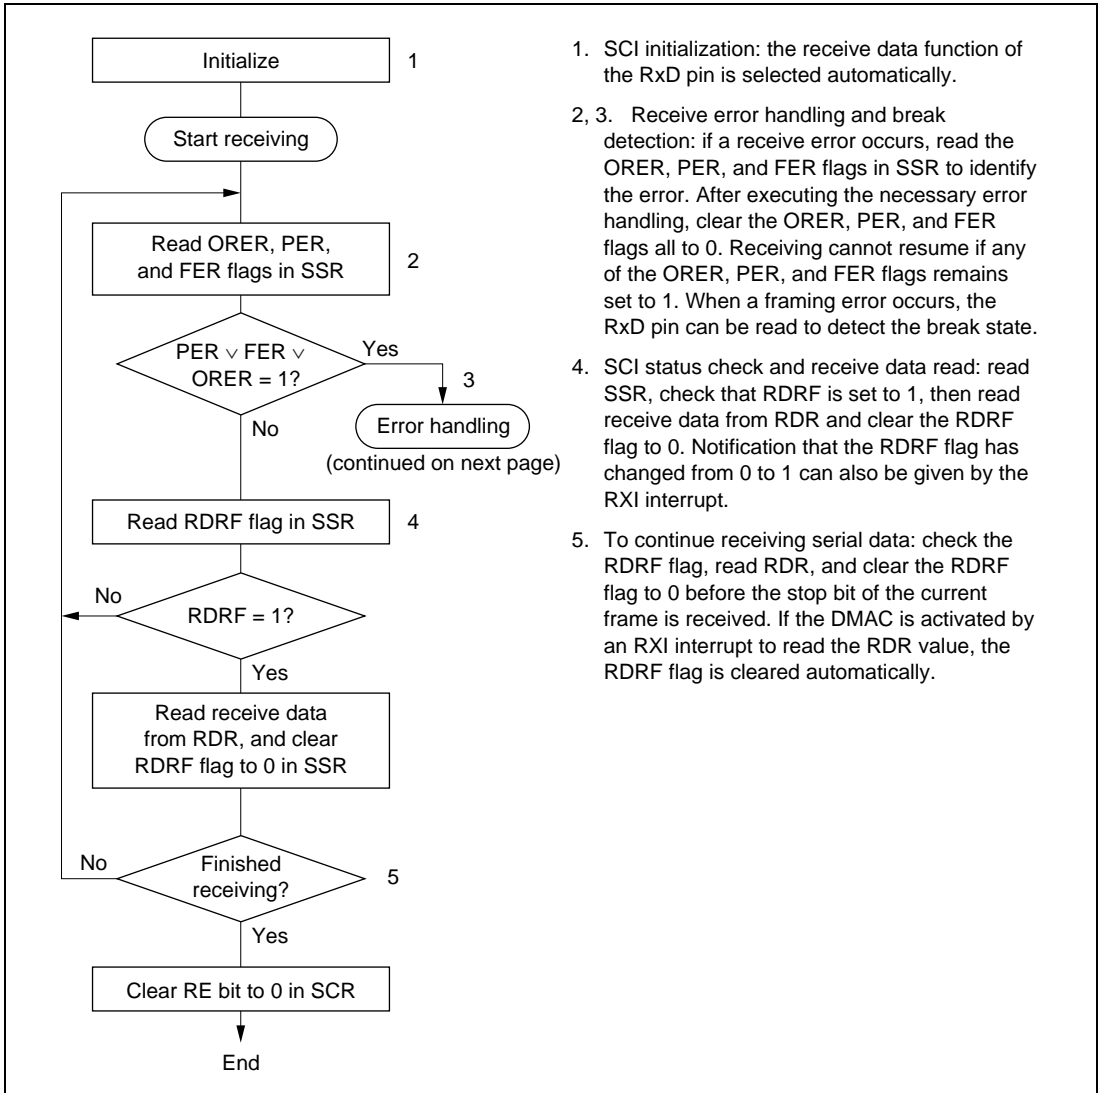 Initialize
1
Start receiving
Read ORER, PER,
and FER flags in SSR
2
PER ∨ FER ∨
ORER = 1?
Yes
3
No
Error handling
(continued on next page)
Read RDRF flag in SSR
4
No
RDRF = 1?
Yes
Read receive data
from RDR, and clear
RDRF flag to 0 in SSR
No
Finished
receiving?
5
Yes
Clear RE bit to 0 in SCR
End
1. SCI initialization: the receive data function of
the RxD pin is selected automatically.
2, 3. Receive error handling and break
detection: if a receive error occurs, read the
ORER, PER, and FER flags in SSR to identify
the error. After executing the necessary error
handling, clear the ORER, PER, and FER
flags all to 0. Receiving cannot resume if any
of the ORER, PER, and FER flags remains
set to 1. When a framing error occurs, the
RxD pin can be read to detect the break state.
4. SCI status check and receive data read: read
SSR, check that RDRF is set to 1, then read
receive data from RDR and clear the RDRF
flag to 0. Notification that the RDRF flag has
changed from 0 to 1 can also be given by the
RXI interrupt.
5. To continue receiving serial data: check the
RDRF flag, read RDR, and clear the RDRF
flag to 0 before the stop bit of the current
frame is received. If the DMAC is activated by
an RXI interrupt to read the RDR value, the
RDRF flag is cleared automatically.